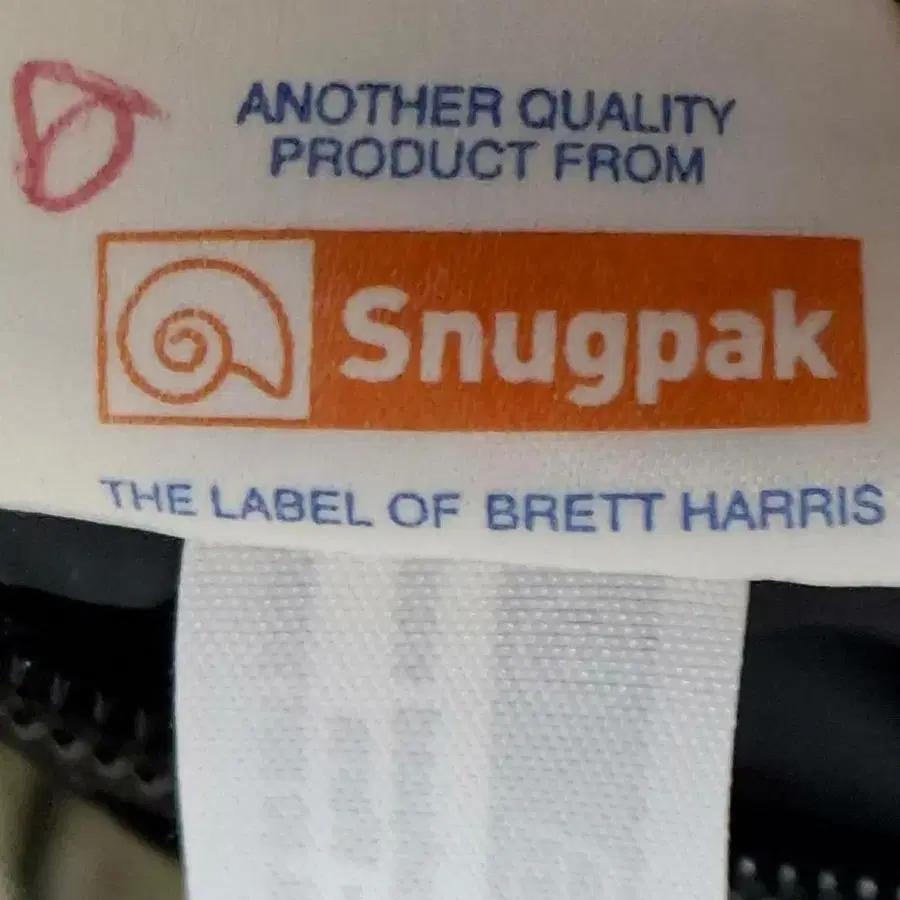 ANOTHER QUALITY
PRODUCT FROM
Snugpak
THE LABEL OF BRETT HARRIS